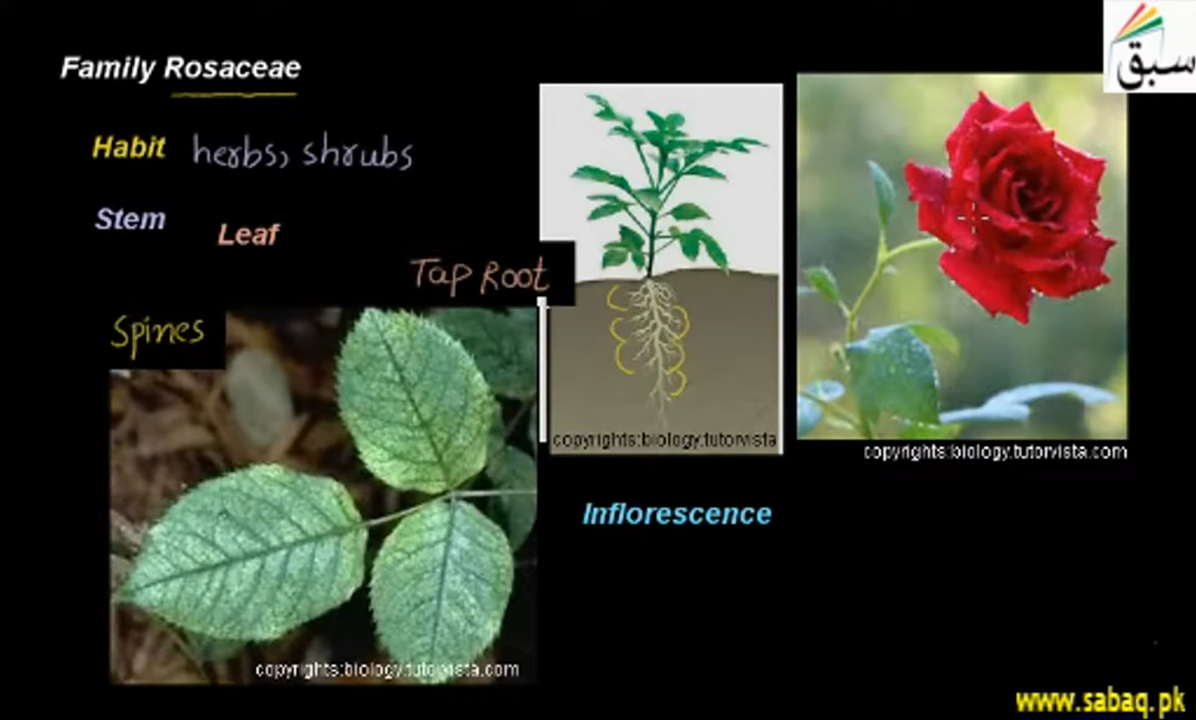 Family Rosaceae
سبق
Habit herbs, shrubs
Stem
Leaf
Tap Root
Spines
copyrights:biology.tutorvista
copyrights:biology.tutorvista.com
Inflorescence
copyrights:biology.tutorvista.com
www.sabaq.pk